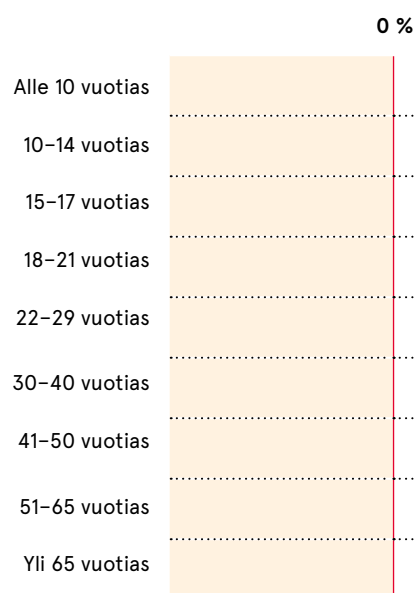 0 %
Alle 10 vuotias
10–14 vuotias
15–17 vuotias
18–21 vuotias
22–29 vuotias
30–40 vuotias
41–50 vuotias
51–65 vuotias
Yli 65 vuotias